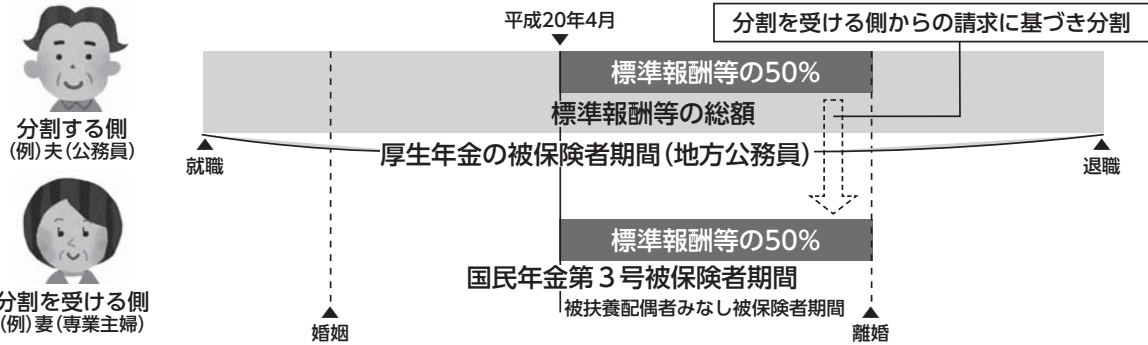 平成20年4月
分割を受ける側からの請求に基づき分割
標準報酬等の50%
標準報酬等の総額
分割する側
(例)夫(公務員)
就職
厚生年金の被保険者期間(地方公務員)
退職
標準報酬等の50%
国民年金第3号被保険者期間
被扶養配偶者みなし被保険者期間
分割を受ける側
(例)妻(専業主婦)
婚姻
離婚